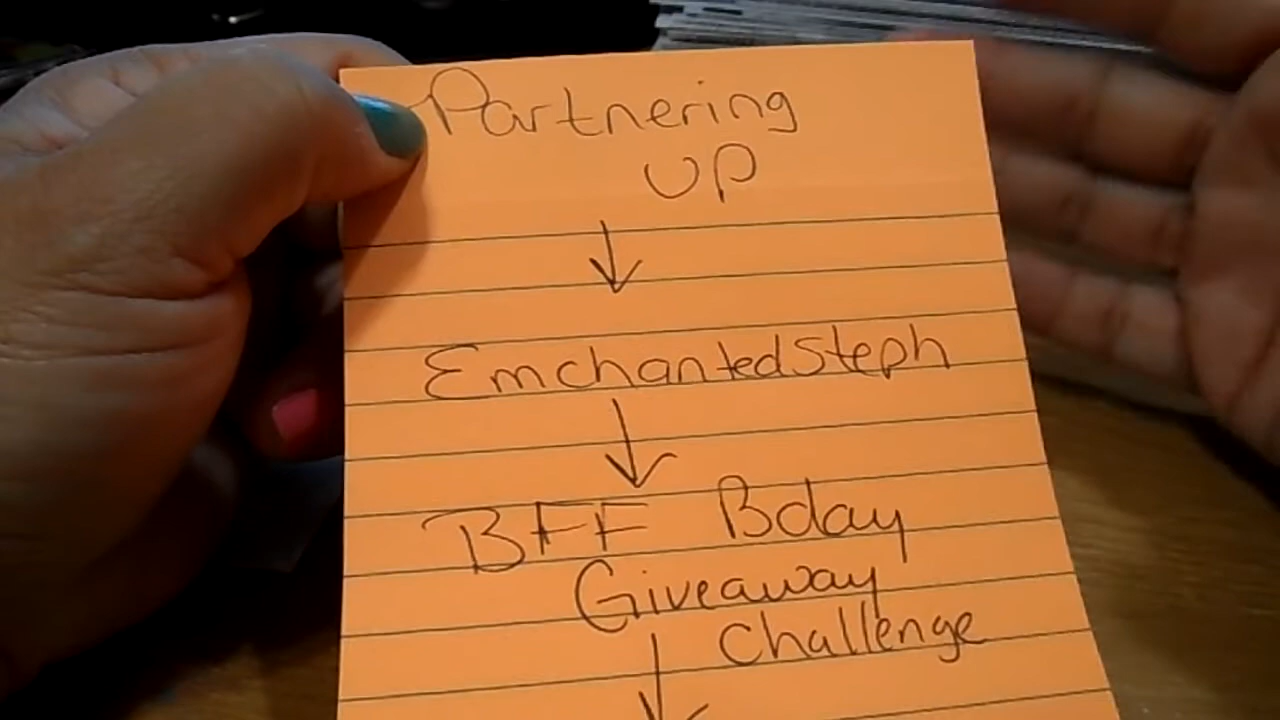 Partnering
UP
↓
EmchantedSteph
↓
BFF Bday
Giveaway
Challenge
↓